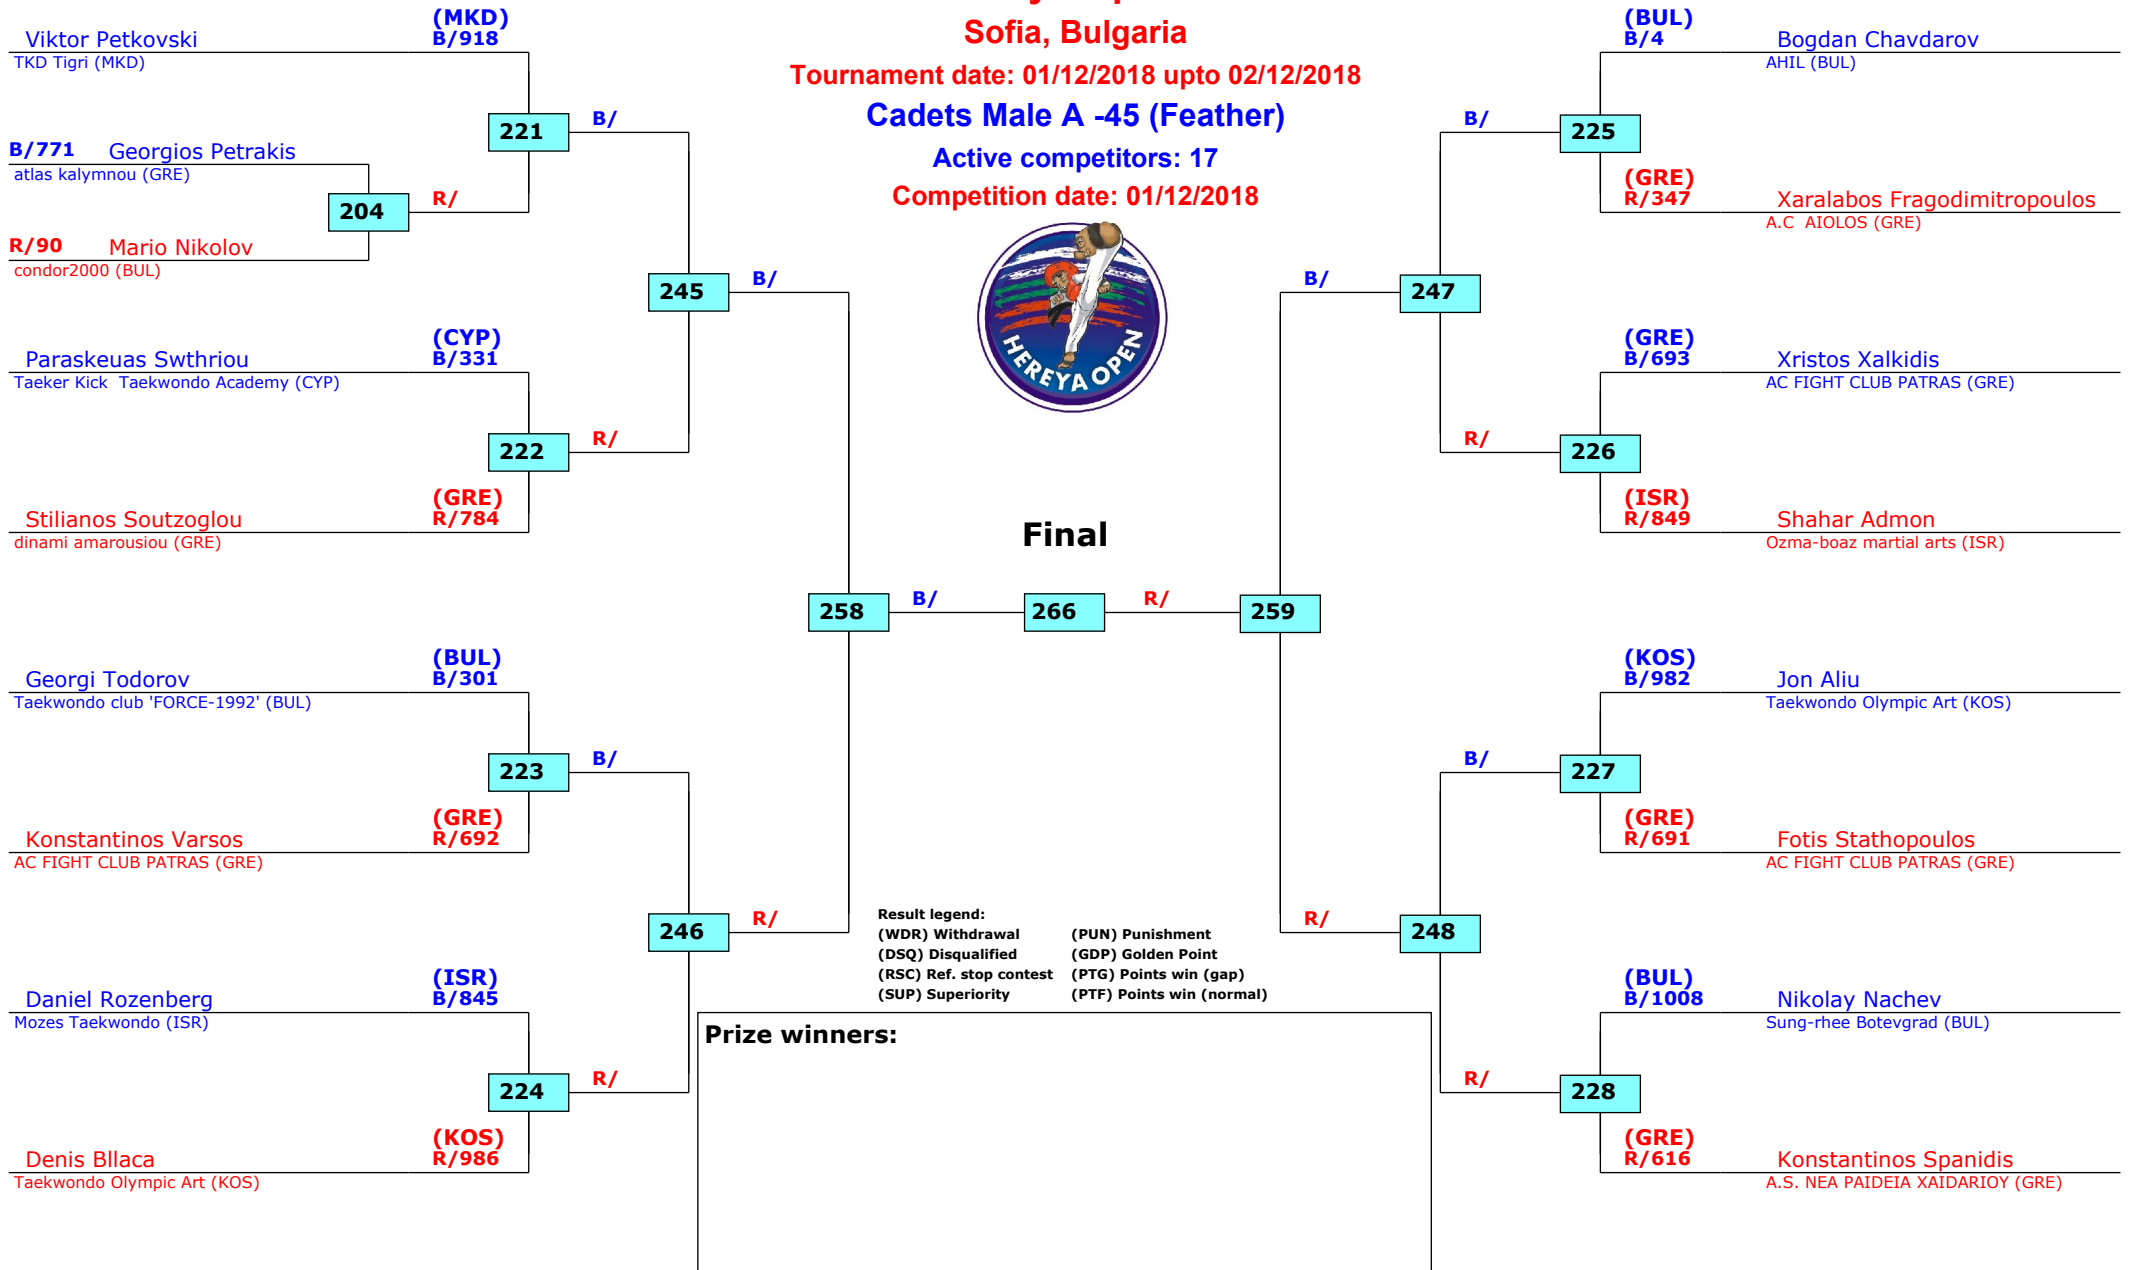 Sofia, Bulgaria
Tournament date: 01/12/2018 upto 02/12/2018
Cadets Male A -45 (Feather)
Active competitors: 17
Competition date: 01/12/2018
HEREYA OPEN
(MKD)
Viktor Petkovski B/918
TKD Tigri (MKD)
221 B/
B/771 Georgios Petrakis
atlas kalymnou (GRE)
204 R/
R/90 Mario Nikolov
condor2000 (BUL)
245 B/
(CYP)
Paraskeuas Swthriou B/331
Taeker Kick Taekwondo Academy (CYP)
222 R/
(GRE)
Stilianos Soutzoglou R/784
dinami amarousiou (GRE)
Final
258 B/ 266 R/ 259
(BUL)
Georgi Todorov B/301
Taekwondo club 'FORCE-1992' (BUL)
223 B/
(GRE)
Konstantinos Varsos R/692
AC FIGHT CLUB PATRAS (GRE)
246 R/
(ISR)
Daniel Rozenberg B/845
Mozes Taekwondo (ISR)
224 R/
(KOS)
Denis Bllaca R/986
Taekwondo Olympic Art (KOS)
(BUL)
B/4 Bogdan Chavdarov
AHIL (BUL)
B/ 225
(GRE)
R/347 Xaralabos Fragodimitropoulos
A.C AIOLOS (GRE)
B/ 247
(GRE)
B/693 Xristos Xalkidis
AC FIGHT CLUB PATRAS (GRE)
R/ 226
(ISR)
R/849 Shahar Admon
Ozma-boaz martial arts (ISR)
(KOS)
B/982 Jon Aliu
Taekwondo Olympic Art (KOS)
B/ 227
(GRE)
R/691 Fotis Stathopoulos
AC FIGHT CLUB PATRAS (GRE)
R/ 248
(BUL)
B/1008 Nikolay Nachev
Sung-rhee Botevgrad (BUL)
R/ 228
(GRE)
R/616 Konstantinos Spanidis
A.S. NEA PAIDEIA XAIDARIOY (GRE)
Result legend:
(WDR) Withdrawal (PUN) Punishment
(DSQ) Disqualified (GDP) Golden Point
(RSC) Ref. stop contest (PTG) Points win (gap)
(SUP) Superiority (PTF) Points win (normal)
Prize winners: